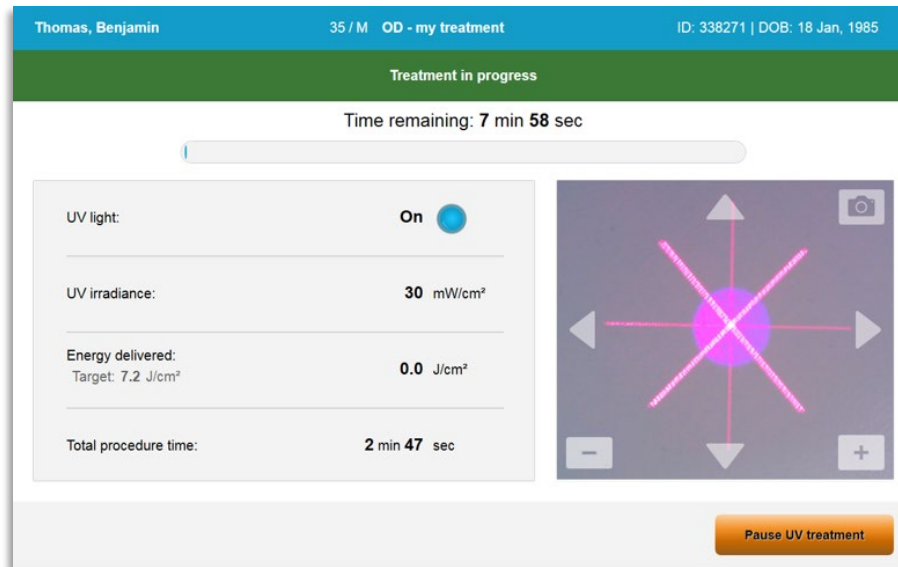 Thomas, Benjamin 35 / M OD - my treatment ID: 338271 | DOB: 18 Jan, 1985
Treatment in progress
Time remaining: 7 min 58 sec
UV light: On
UV irradiance: 30 mW/cm²
Energy delivered: 0.0 J/cm²
Target: 7.2 J/cm²
Total procedure time: 2 min 47 sec
Pause UV treatment